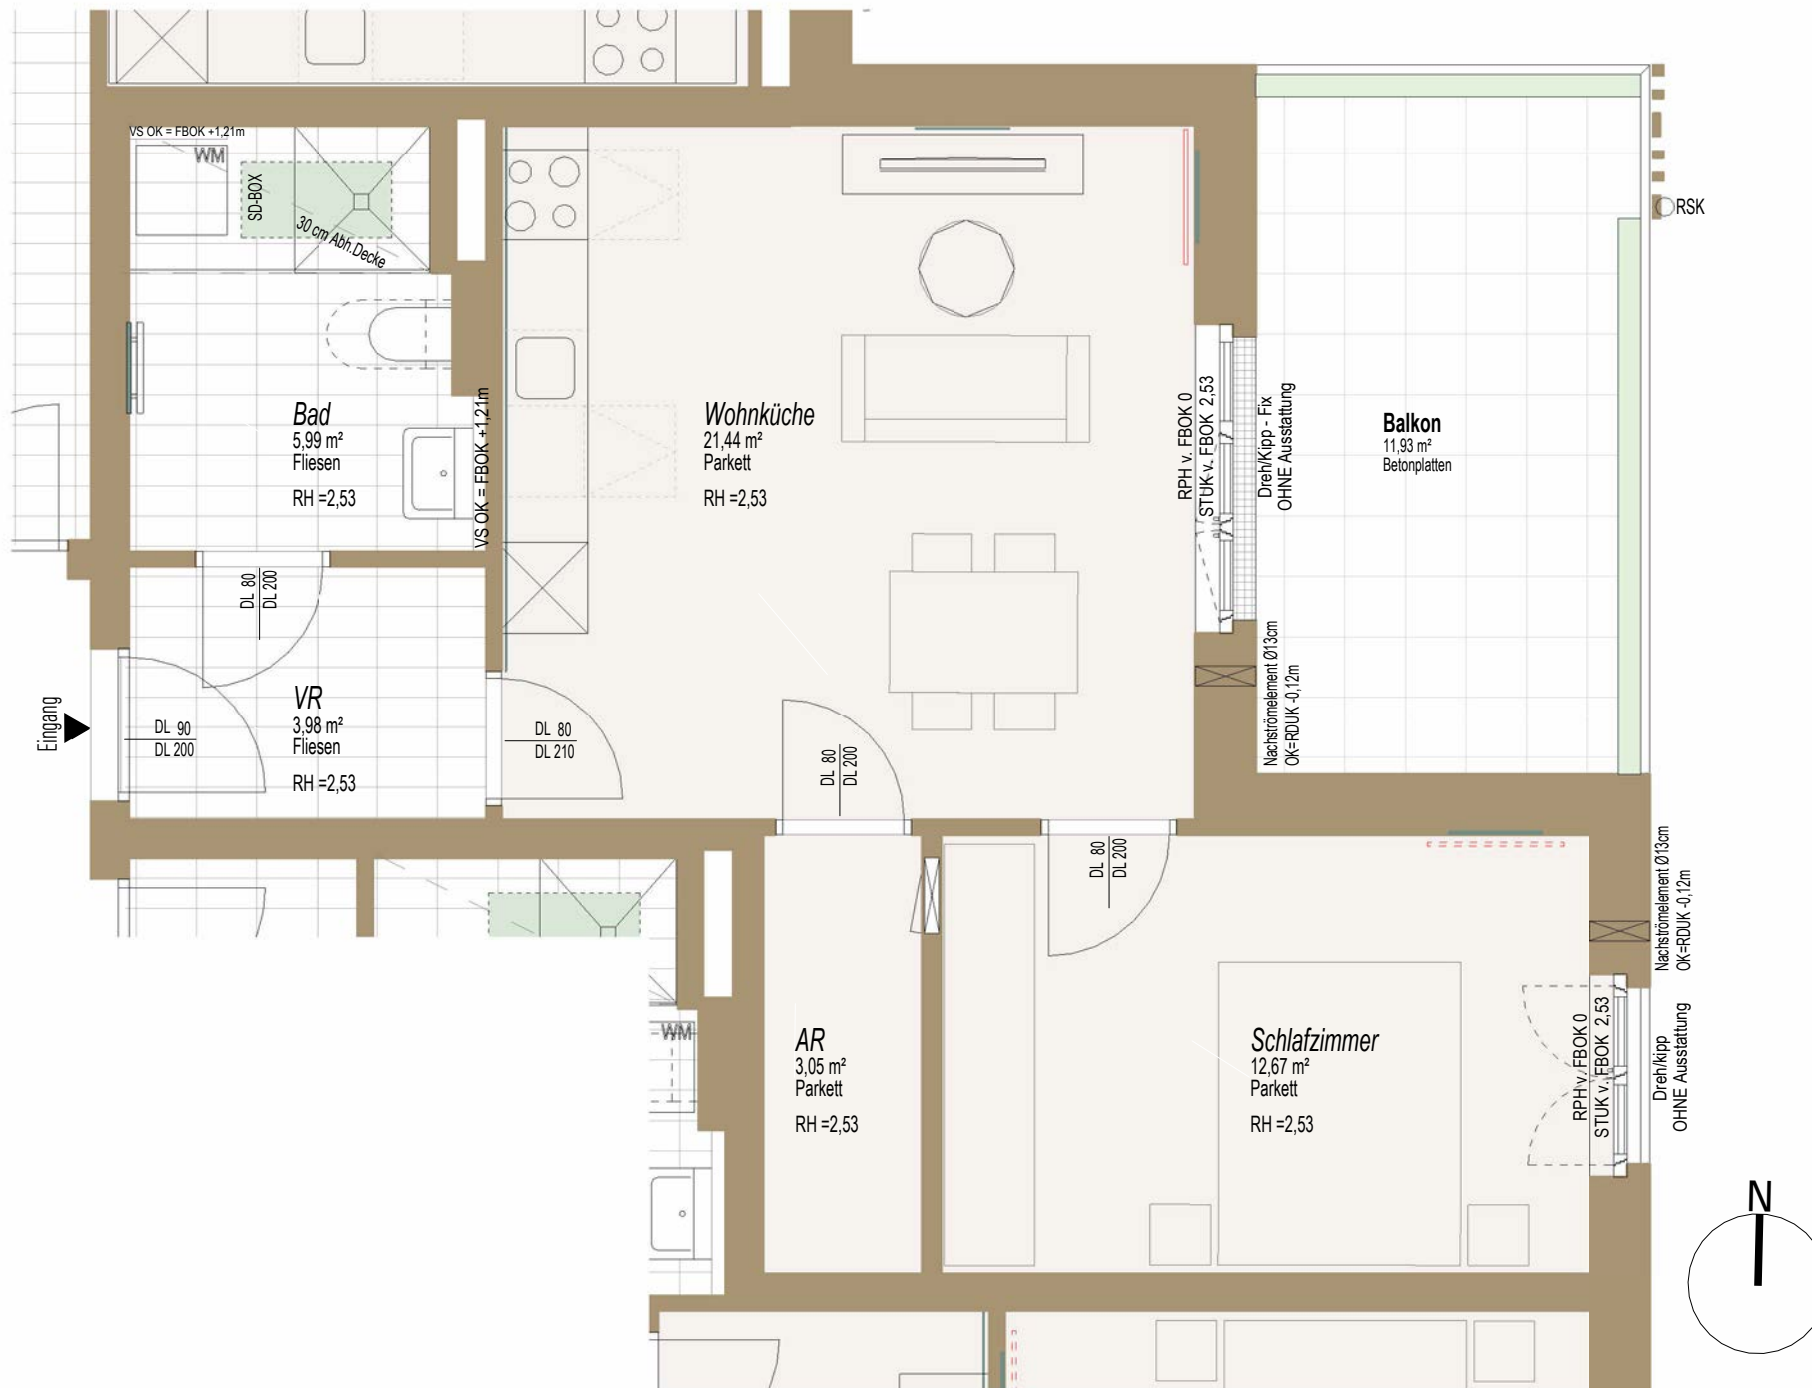 VS OK = FBOK +1,21m
WM
SD-BOX
30 cm Abh.Decke
RSK
Bad
5,99 m²
Fliesen
RH =2,53
VS OK = FBOK +1,21m
Wohnküche
21,44 m²
Parkett
RH =2,53
RPH v. FBOK 0
STUK v. FBOK 2,53
Dreh/Kipp - Fix
OHNE Ausstattung
Balkon
11,93 m²
Betonplatten
DL 80
DL 200
Eingang
DL 90
DL 200
VR
3,98 m²
Fliesen
RH =2,53
DL 80
DL 210
DL 80
DL 200
Nachströmelement Ø13cm
OK=RDUK -0,12m
DL 80
DL 200
Nachströmelement Ø13cm
OK=RDUK -0,12m
WM
AR
3,05 m²
Parkett
RH =2,53
Schlafzimmer
12,67 m²
Parkett
RH =2,53
RPH v. FBOK 0
STUK v. FBOK 2,53
Dreh/kipp
OHNE Ausstattung
N